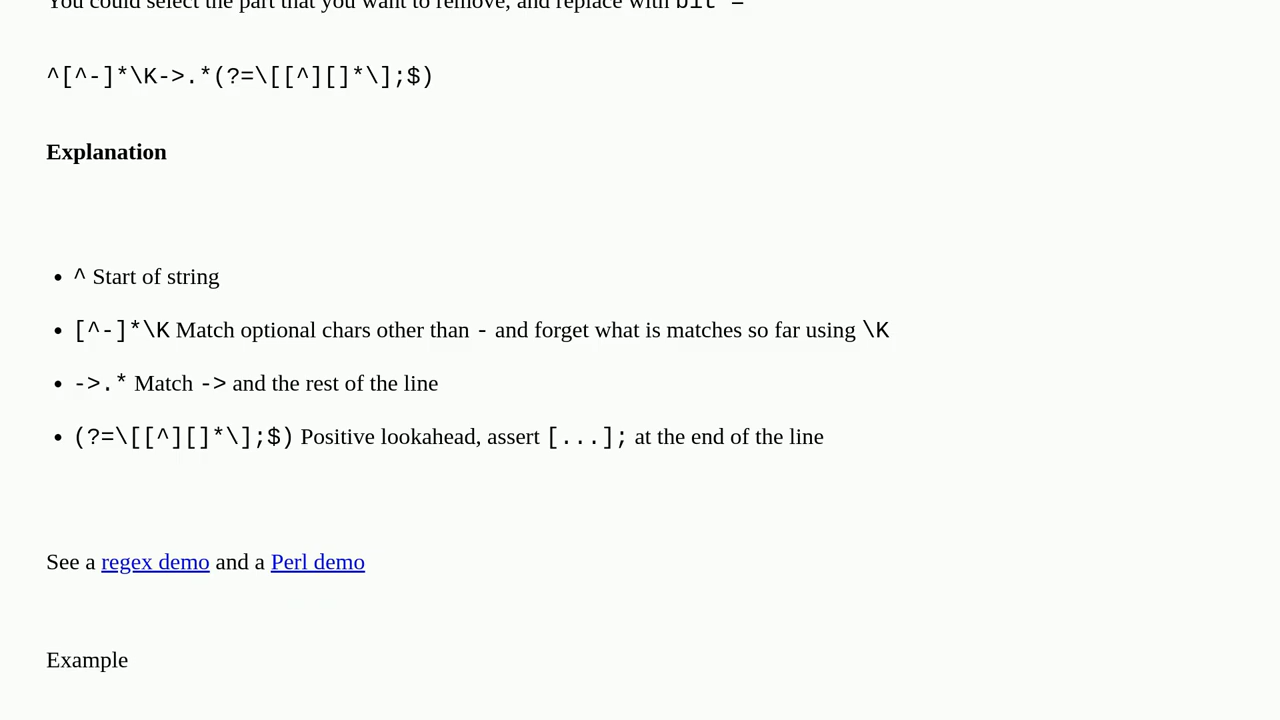 You could select the part that you want to remove, and replace with bit =
^[^-]*\K->.*(?=\[[^][]*\];$)
Explanation
• ^ Start of string
• [^-]*\K Match optional chars other than - and forget what is matches so far using \K
• ->.* Match -> and the rest of the line
• (?=\[[^][]*\];$) Positive lookahead, assert [...]; at the end of the line
See a regex demo and a Perl demo
Example